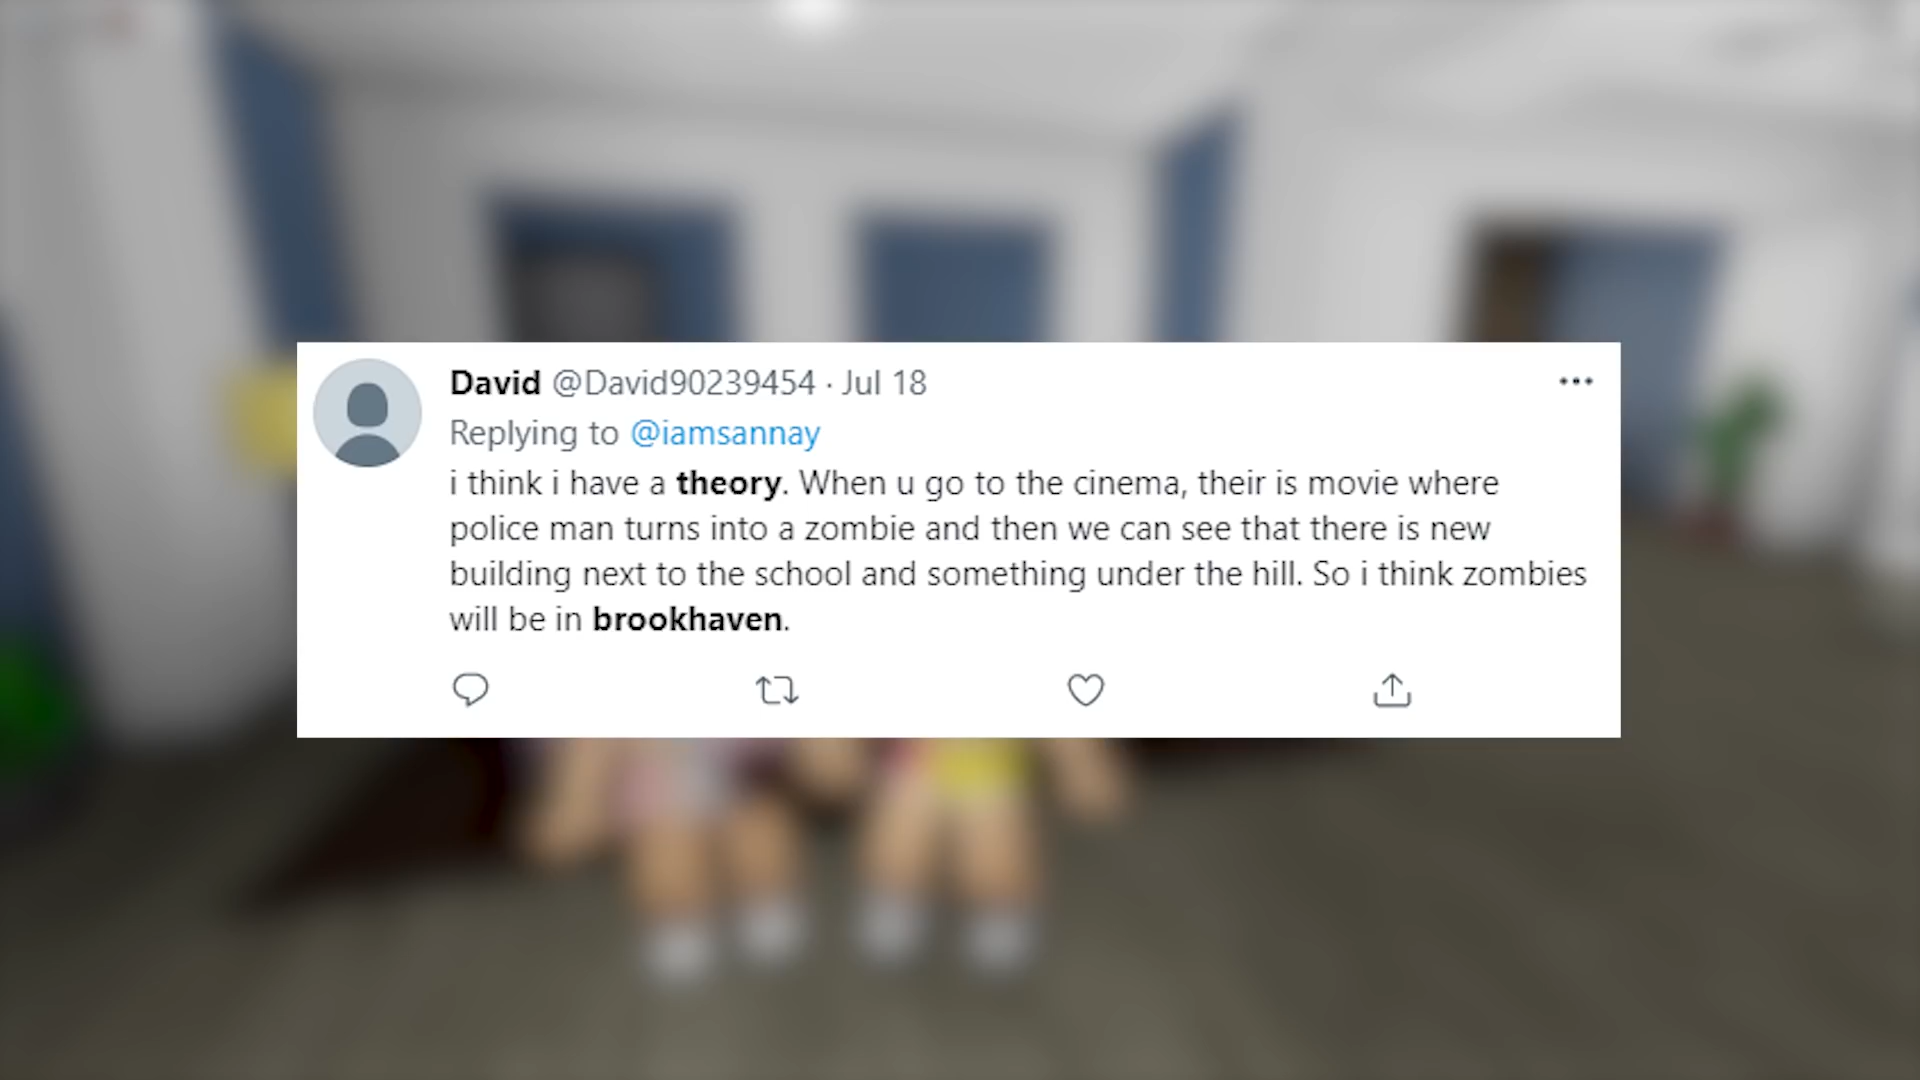 David @David90239454 · Jul 18
Replying to @iamsannay
i think i have a theory. When u go to the cinema, their is movie where
police man turns into a zombie and then we can see that there is new
building next to the school and something under the hill. So i think zombies
will be in brookhaven.